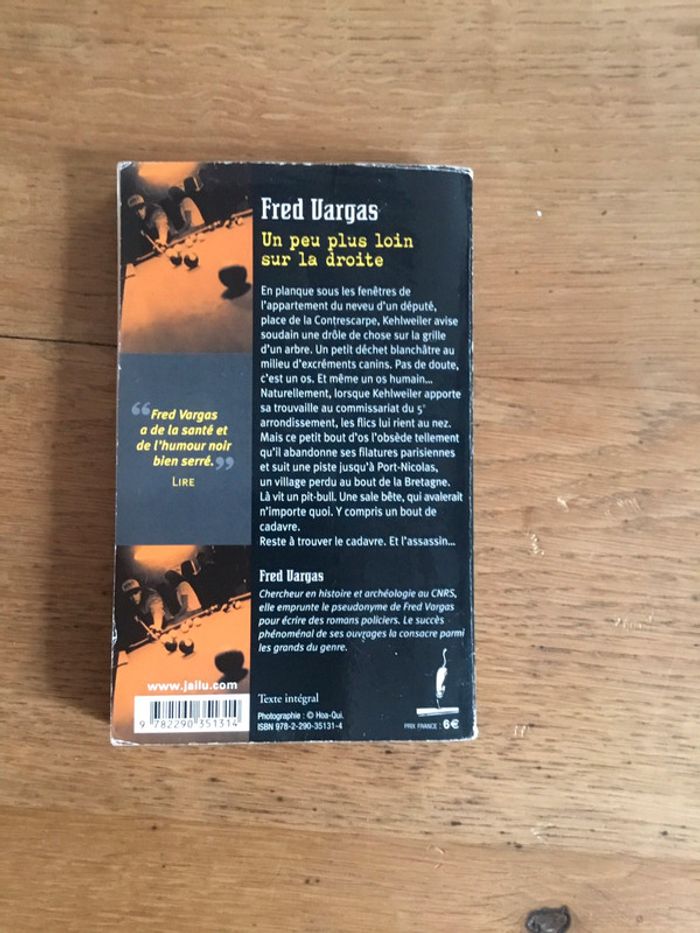 Fred Vargas
Un peu plus loin
sur la droite
En planque sous les fenêtres de
l'appartement du neveu d'un député,
place de la Contrescarpe, Kehlweiler avise
soudain une drôle de chose sur la grille
d'un arbre. Un petit déchet blanchâtre au
milieu d'excréments canins. Pas de doute,
c'est un os. Et même un os humain...
Naturellement, lorsque Kehlweiler apporte
sa trouvaille au commissariat du 5e
arrondissement, les flics lui rient au nez.
Mais ce petit bout d'os l'obsède tellement
qu'il abandonne ses filatures parisiennes
et suit une piste jusqu'à Port-Nicolas,
un village perdu au bout de la Bretagne.
Là vit un pit-bull. Une sale bête, qui avalerait
n'importe quoi. Y compris un bout de
cadavre.
Reste à trouver le cadavre. Et l'assassin...
“Fred Vargas
a de la santé et
de l'humour noir
bien serré.”
LIRE
Fred Vargas
Chercheur en histoire et archéologie au CNRS,
elle emprunte le pseudonyme de Fred Vargas
pour écrire des romans policiers. Le succès
phénoménal de ses ouvrages la consacre parmi
les grands du genre.
www.jailu.com
9 782290 351314
Texte intégral
Photographie : © Hoa-Qui.
ISBN 978-2-290-35131-4
PRIX FRANCE : 6€